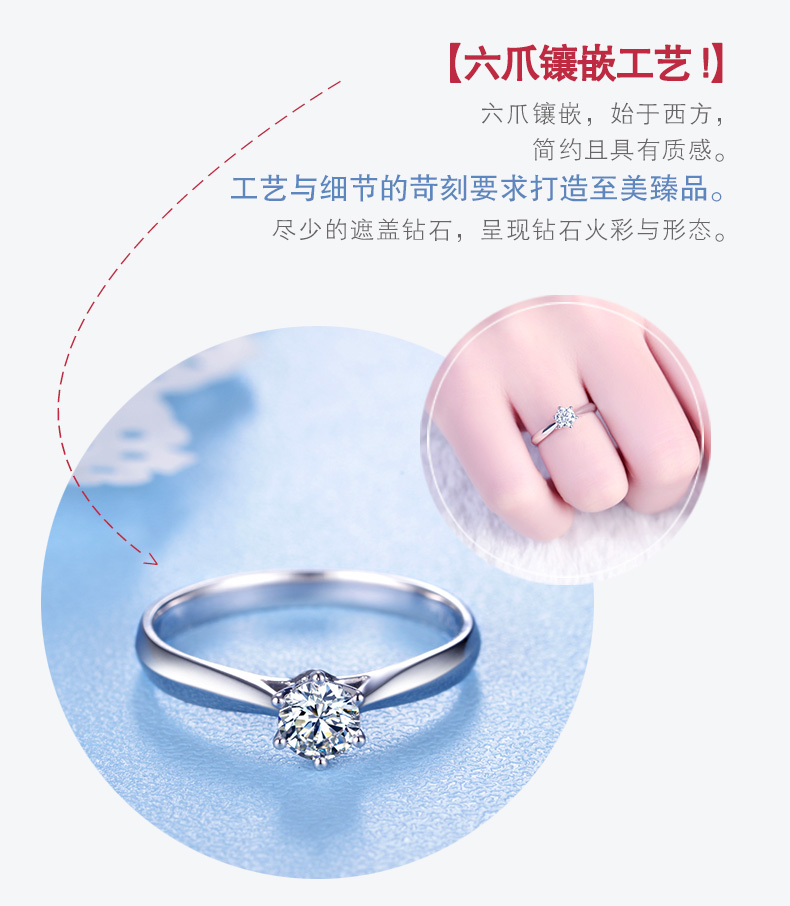 【六爪镶嵌工艺!】
六爪镶嵌，始于西方，
简约且具有质感。
工艺与细节的苛刻要求打造至美臻品。
尽少的遮盖钻石，呈现钻石火彩与形态。